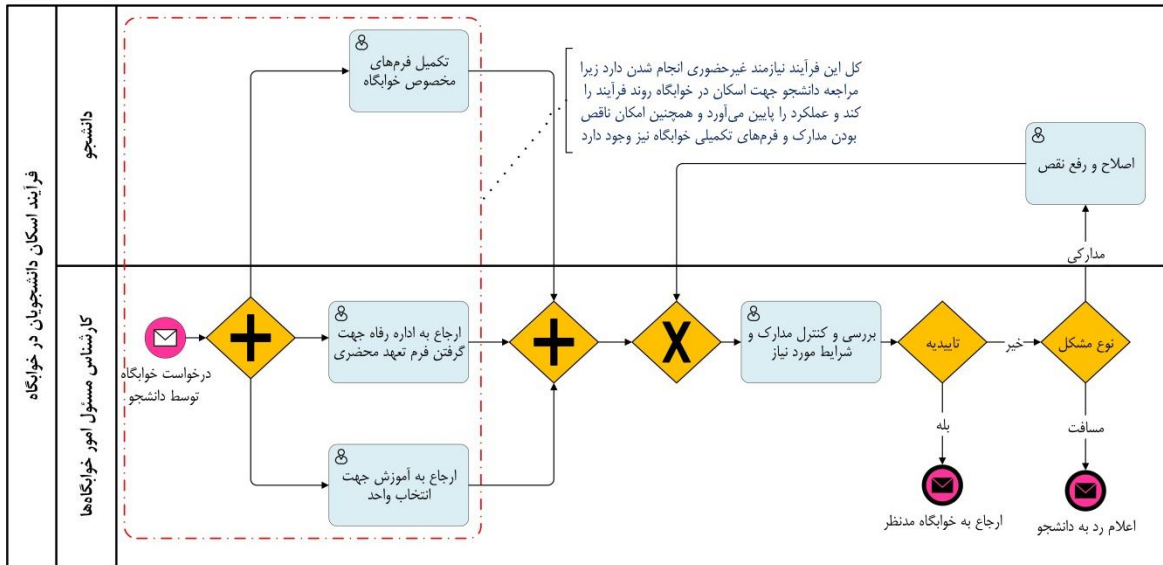 فرآیند اسکان دانشجویان در خوابگاه
دانشجو
تکمیل فرم‌های
مخصوص خوابگاه
کل این فرآیند نیازمند غیرحضوری انجام شدن دارد زیرا
مراجعه دانشجو جهت اسکان در خوابگاه روند فرآیند را
کند و عملکرد را پایین می‌آورد و همچنین امکان ناقص
بودن مدارک و فرم‌های تکمیلی خوابگاه نیز وجود دارد
اصلاح و رفع نقص
مدارکی
کارشناس مسئول امور خوابگاه‌ها
درخواست خوابگاه
توسط دانشجو
ارجاع به اداره رفاه جهت
گرفتن فرم تعهد محضری
ارجاع به آموزش جهت
انتخاب واحد
X
بررسی و کنترل مدارک و
شرایط مورد نیاز
تاییدیه
خیر
نوع مشکل
بله
مسافت
ارجاع به خوابگاه مدنظر
اعلام رد به دانشجو